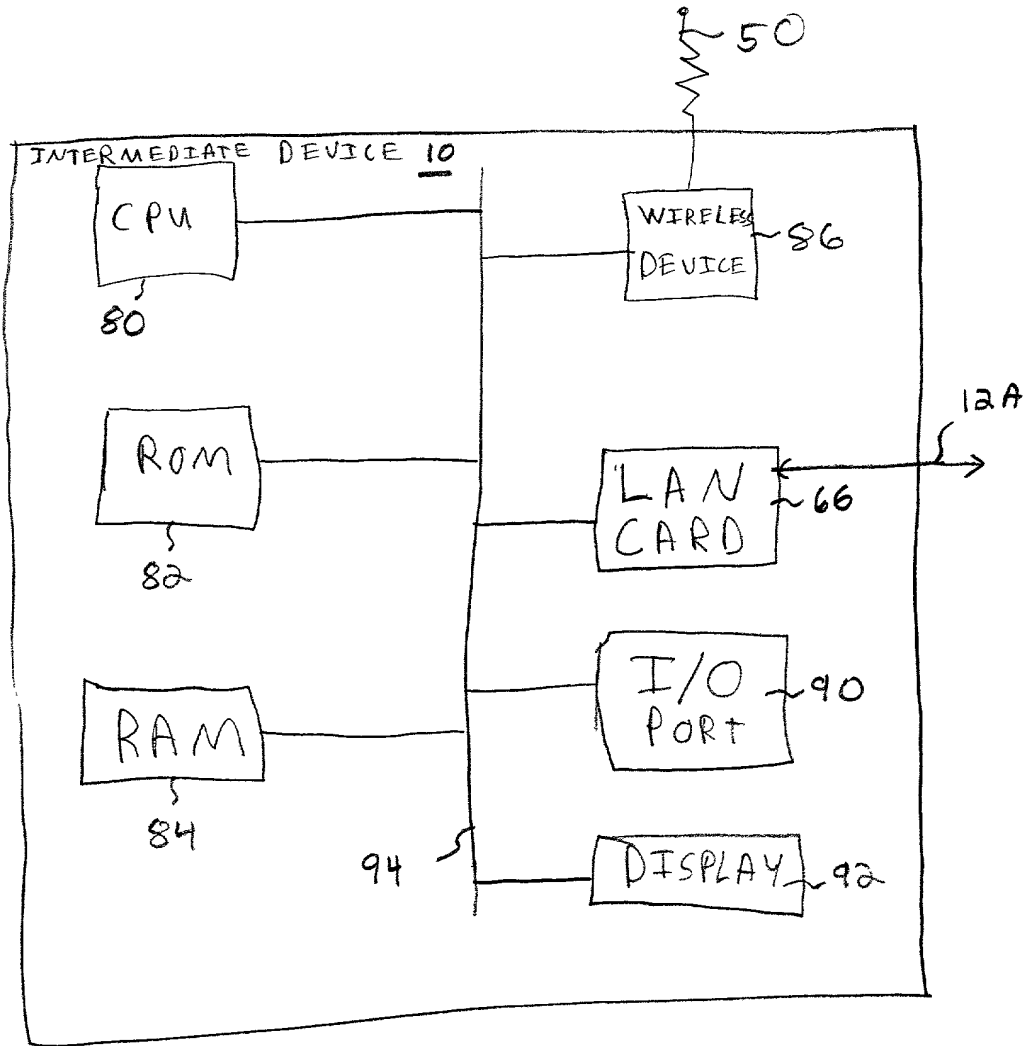 50
INTERMEDIATE DEVICE 10
CPU
80
WIRELESS
DEVICE
86
ROM
82
12A
LAN
CARD
66
RAM
84
I/O
PORT
90
94
DISPLAY
92